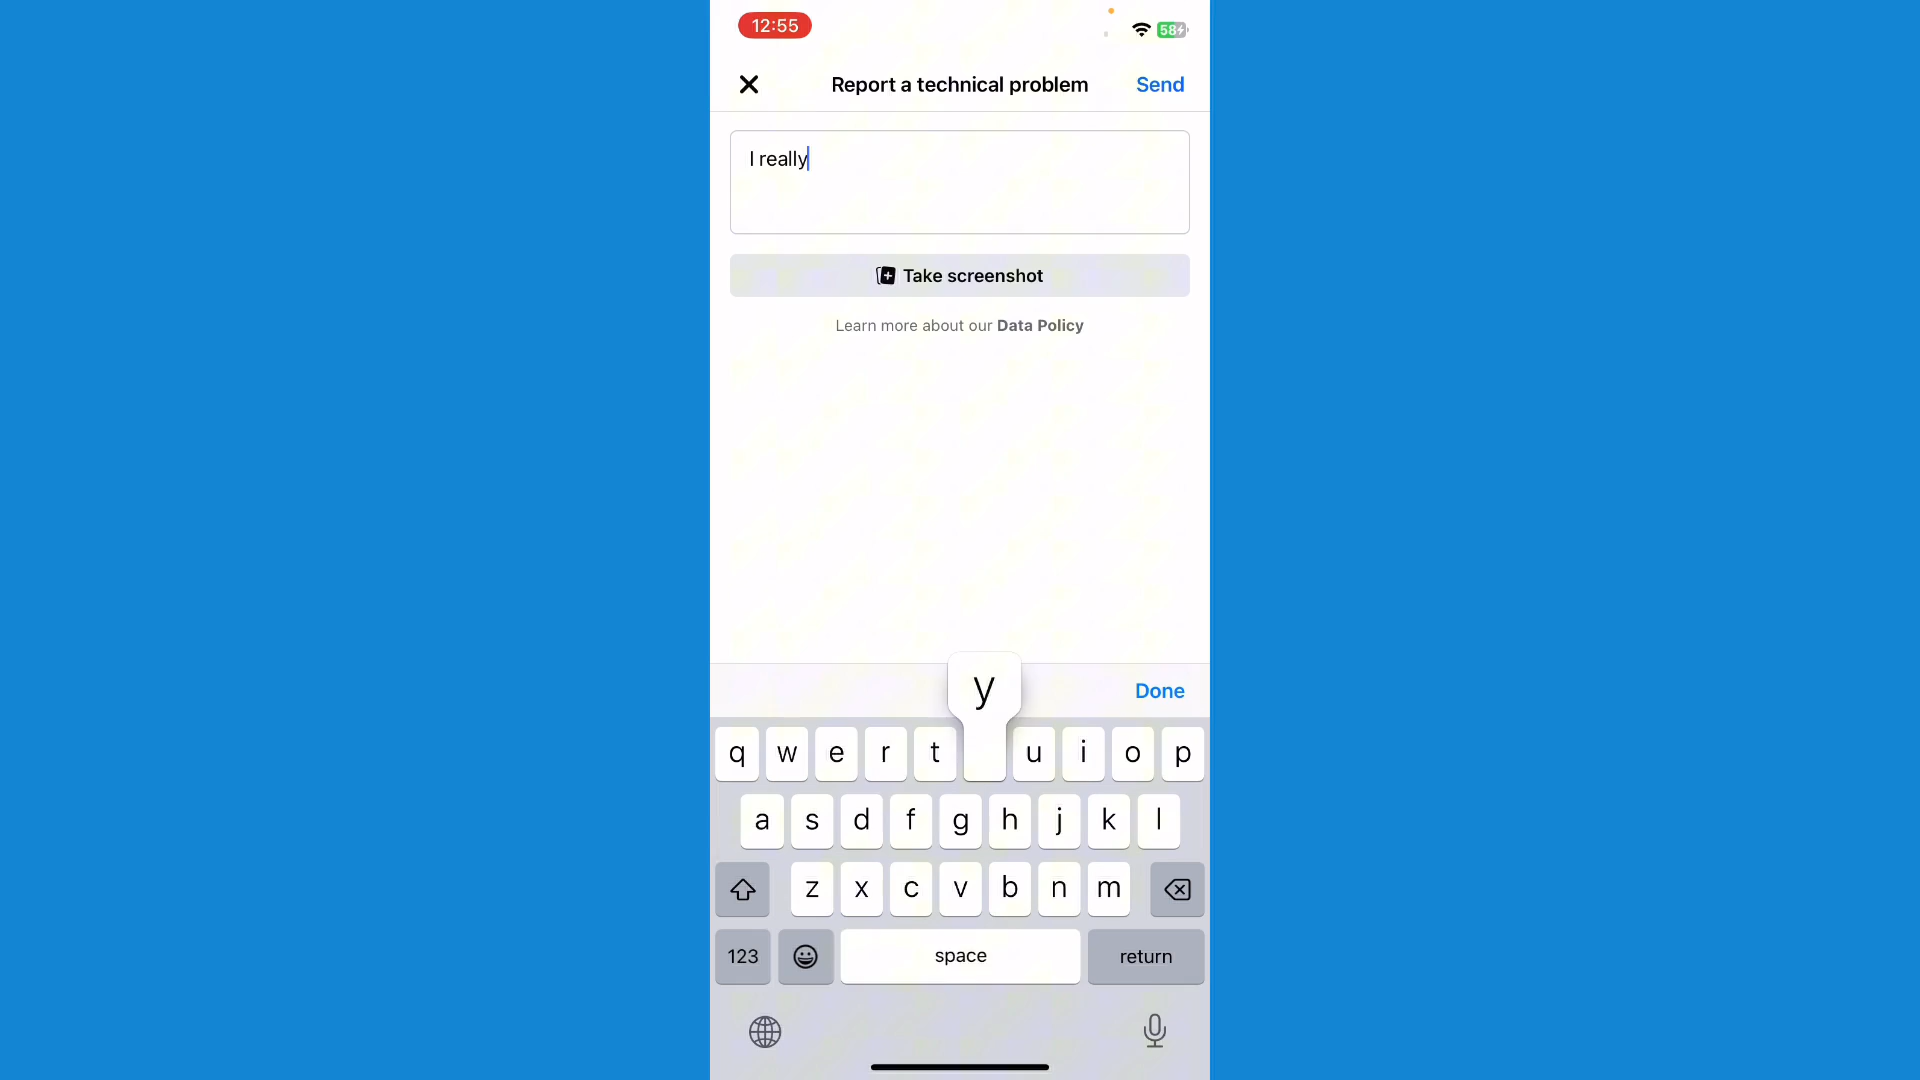 12:55
58
Report a technical problem
Send
I really
Take screenshot
Learn more about our Data Policy
Done
y
q w e r t u i o p
a s d f g h j k l
z x c v b n m
123
space
return